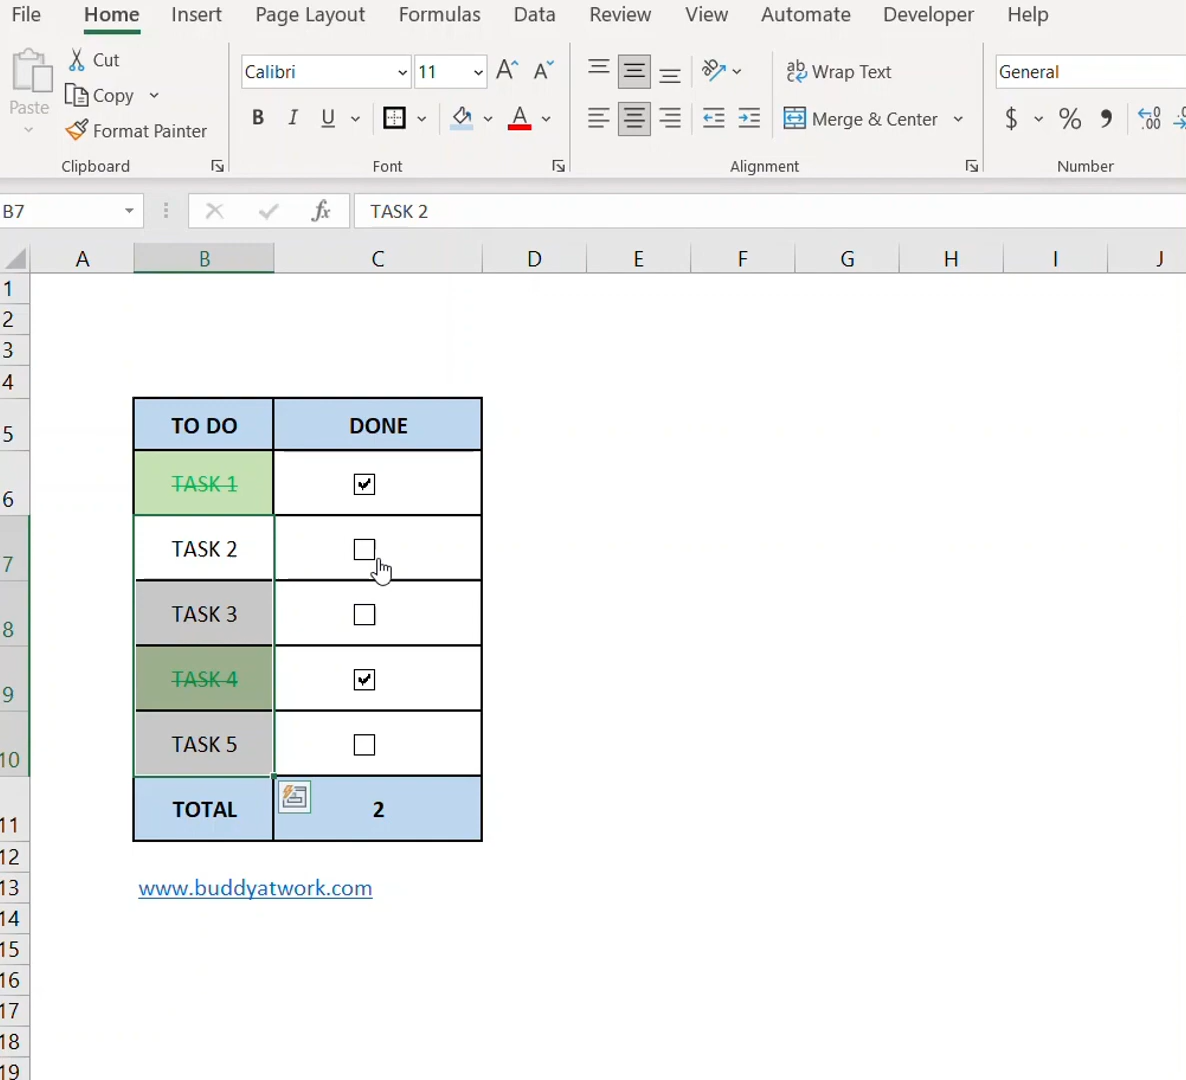 File Home Insert Page Layout Formulas Data Review View Automate Developer Help
Paste
Cut
Copy
Format Painter
Calibri 11
B I U A
ab Wrap Text
Merge & Center
General
$ % , .00
Clipboard Font Alignment Number
B7 fx TASK 2
A B C D E F G H I J
1
2
3
4
5 TO DO DONE
6 TASK 1
7 TASK 2
8 TASK 3
9 TASK 4
10 TASK 5
11 TOTAL 2
12
13 www.buddyatwork.com
14
15
16
17
18
19